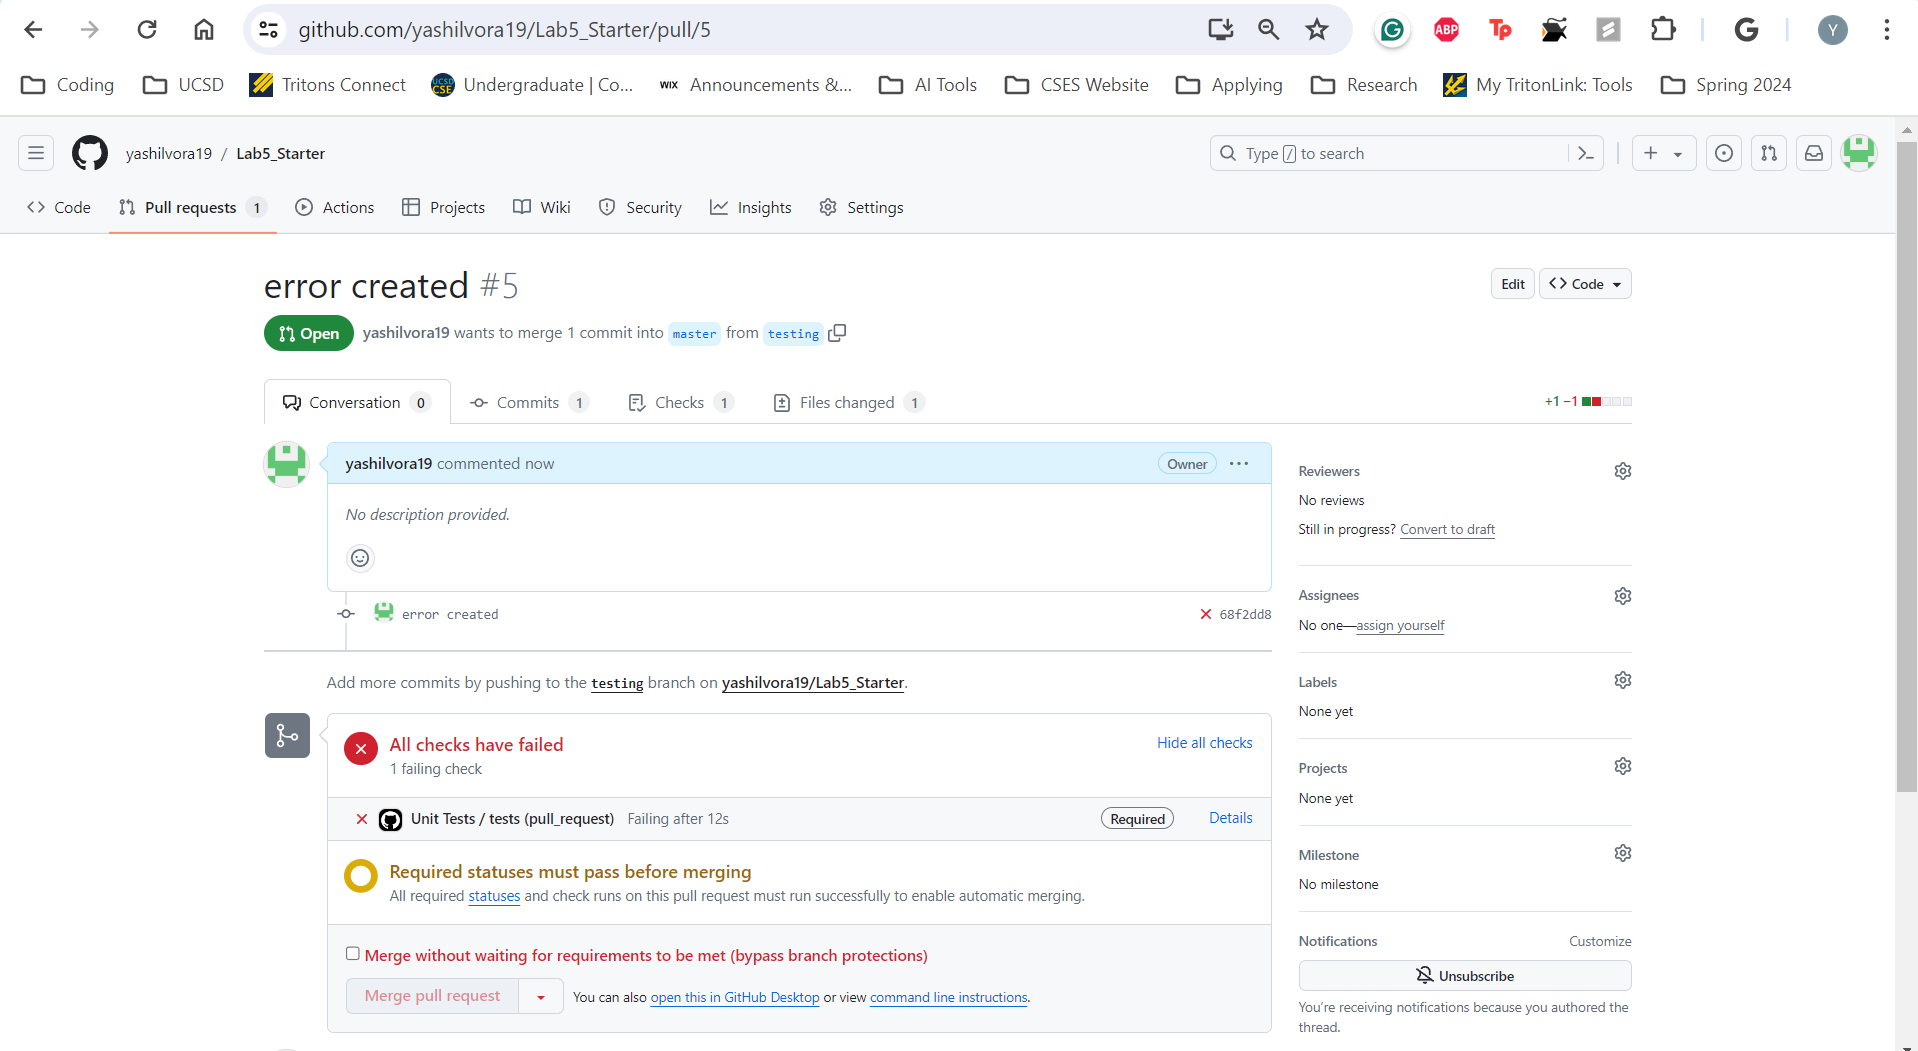 github.com/yashilvora19/Lab5_Starter/pull/5
ABP
Tp
G
Y
Coding
UCSD
Tritons Connect
UCSD CSE
Undergraduate | Co...
WIX
Announcements &...
AI Tools
CSES Website
Applying
Research
My TritonLink: Tools
Spring 2024
yashilvora19 / Lab5_Starter
Type / to search
Code
Pull requests 1
Actions
Projects
Wiki
Security
Insights
Settings
error created #5
Edit
Code
Open
yashilvora19 wants to merge 1 commit into master from testing
Conversation 0
Commits 1
Checks 1
Files changed 1
+1 −1
yashilvora19 commented now
Owner
No description provided.
error created
68f2dd8
Add more commits by pushing to the testing branch on yashilvora19/Lab5_Starter.
All checks have failed
1 failing check
Hide all checks
Unit Tests / tests (pull_request) Failing after 12s
Required
Details
Required statuses must pass before merging
All required statuses and check runs on this pull request must run successfully to enable automatic merging.
Merge without waiting for requirements to be met (bypass branch protections)
Merge pull request
You can also open this in GitHub Desktop or view command line instructions.
Reviewers
No reviews
Still in progress? Convert to draft
Assignees
No one—assign yourself
Labels
None yet
Projects
None yet
Milestone
No milestone
Notifications
Customize
Unsubscribe
You're receiving notifications because you authored the
thread.